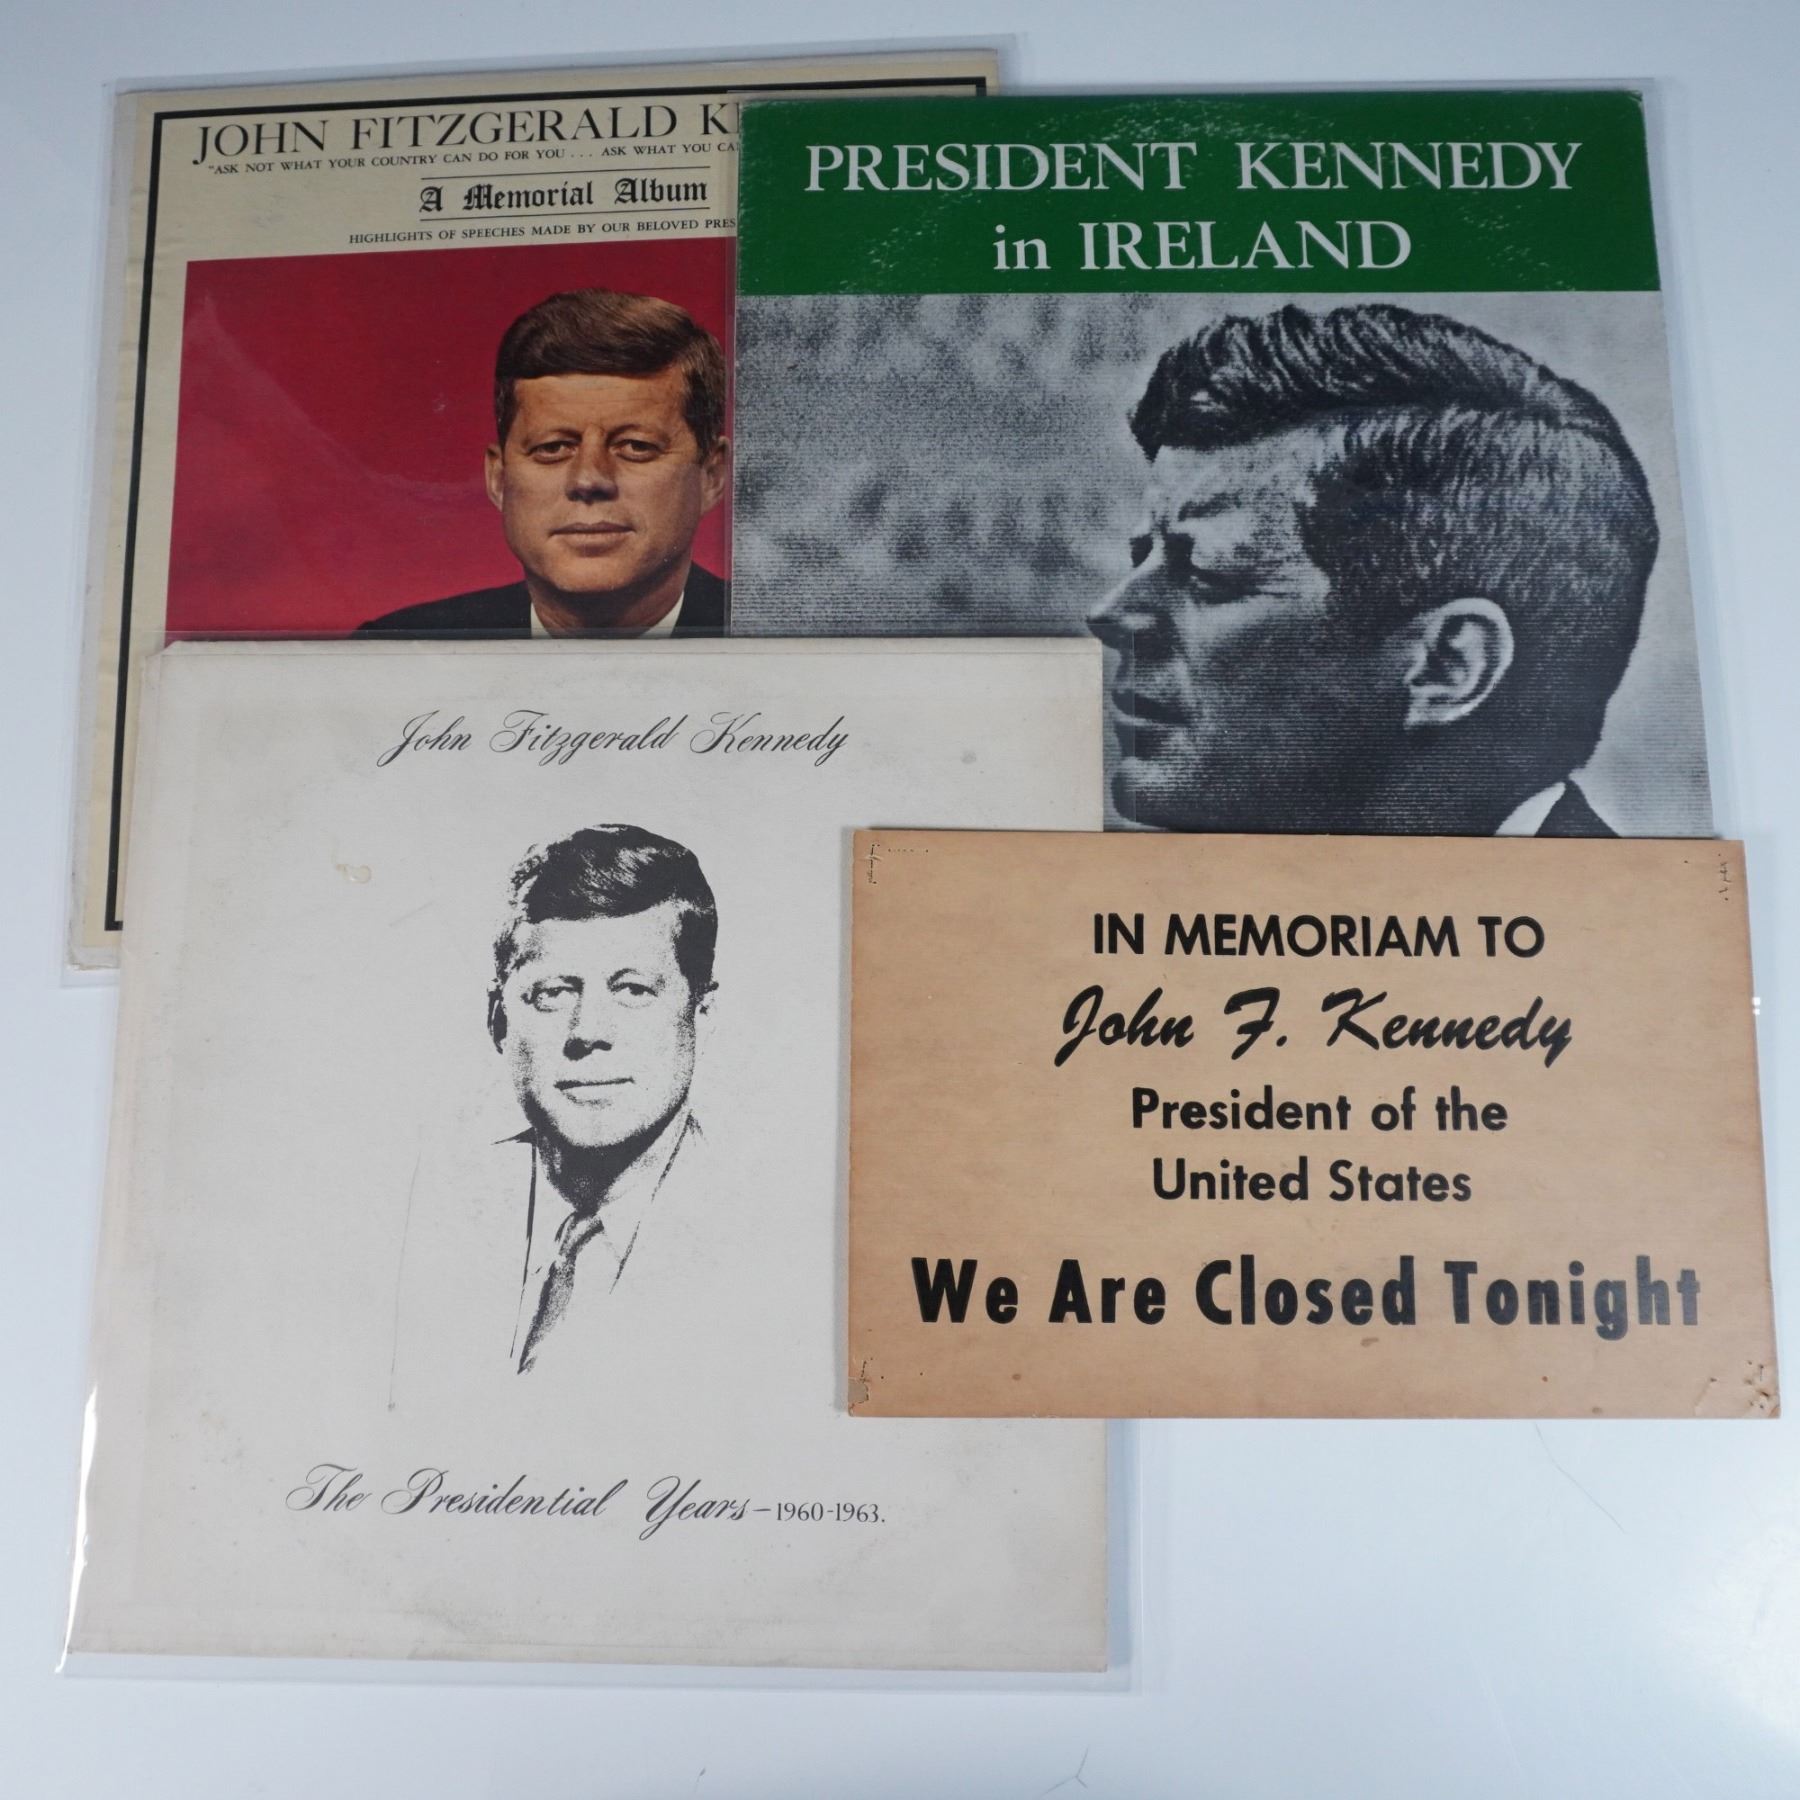 JOHN FITZGERALD
"ASK NOT WHAT YOUR COUNTRY CAN DO FOR YOU . . . ASK WHAT YOU
A Memorial Album
HIGHLIGHTS OF SPEECHES MADE BY OUR BELOVED
PRESIDENT KENNEDY
in IRELAND
John Fitzgerald Kennedy
The Presidential Years — 1960-1963.
IN MEMORIAM TO
John F. Kennedy
President of the
United States
We Are Closed Tonight